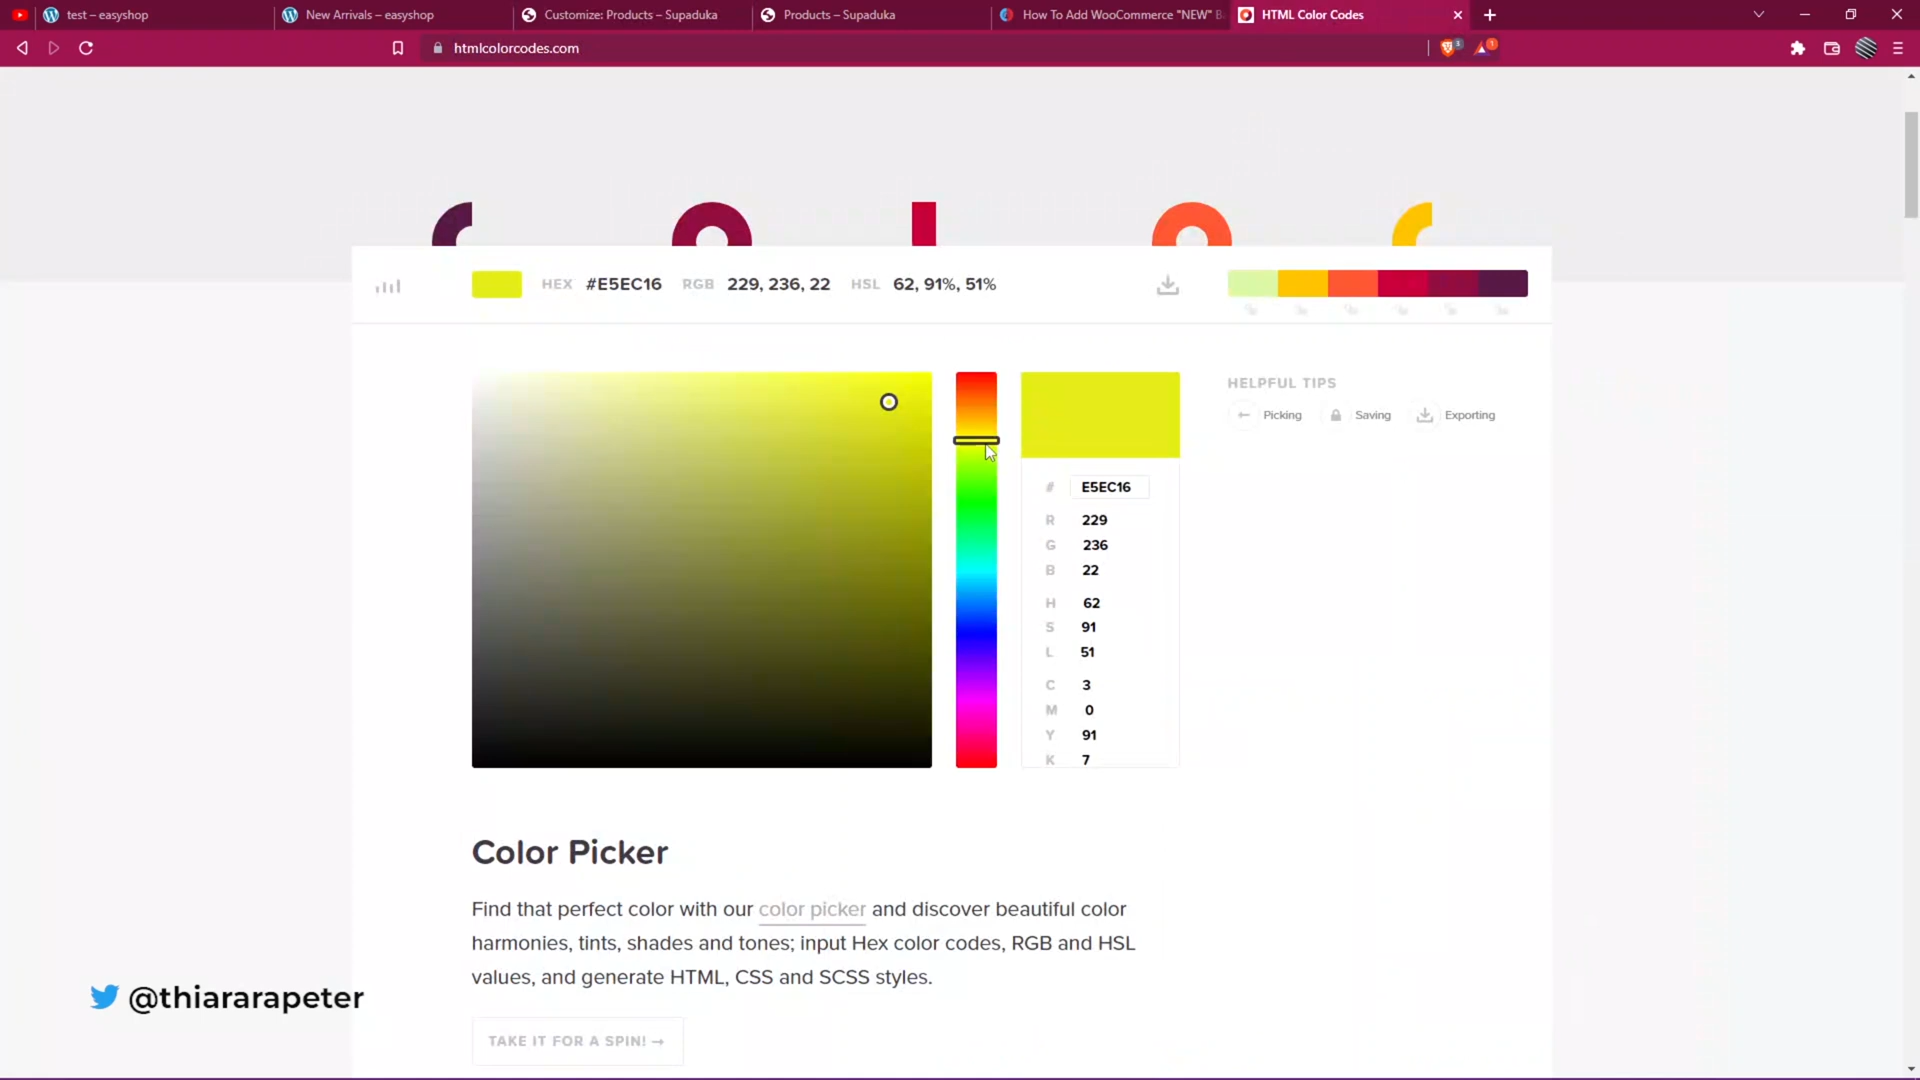 test – easyshop
New Arrivals – easyshop
Customize: Products – Supaduka
Products – Supaduka
How To Add WooCommerce "NEW" B
HTML Color Codes
htmlcolorcodes.com
HEX #E5EC16 RGB 229, 236, 22 HSL 62, 91%, 51%
HELPFUL TIPS
Picking Saving Exporting
# E5EC16
R 229
G 236
B 22
H 62
S 91
L 51
C 3
M 0
Y 91
K 7
Color Picker
Find that perfect color with our color picker and discover beautiful color
harmonies, tints, shades and tones; input Hex color codes, RGB and HSL
values, and generate HTML, CSS and SCSS styles.
TAKE IT FOR A SPIN! →
@thiararapeter